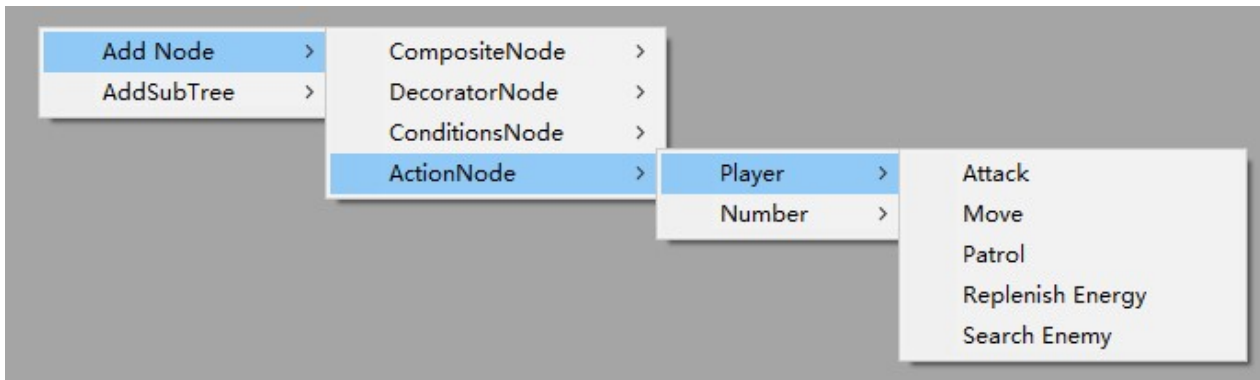 Add Node
AddSubTree
CompositeNode
DecoratorNode
ConditionsNode
ActionNode
Player
Number
Attack
Move
Patrol
Replenish Energy
Search Enemy